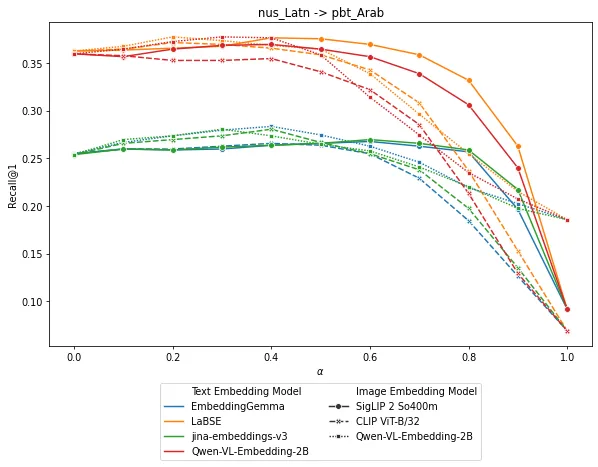 nus_Latn -> pbt_Arab
Recall@1
0.35
0.30
0.25
0.20
0.15
0.10
0.0 0.2 0.4 0.6 0.8 1.0
α
Text Embedding Model
EmbeddingGemma
LaBSE
jina-embeddings-v3
Qwen-VL-Embedding-2B
Image Embedding Model
SigLIP 2 So400m
CLIP ViT-B/32
Qwen-VL-Embedding-2B